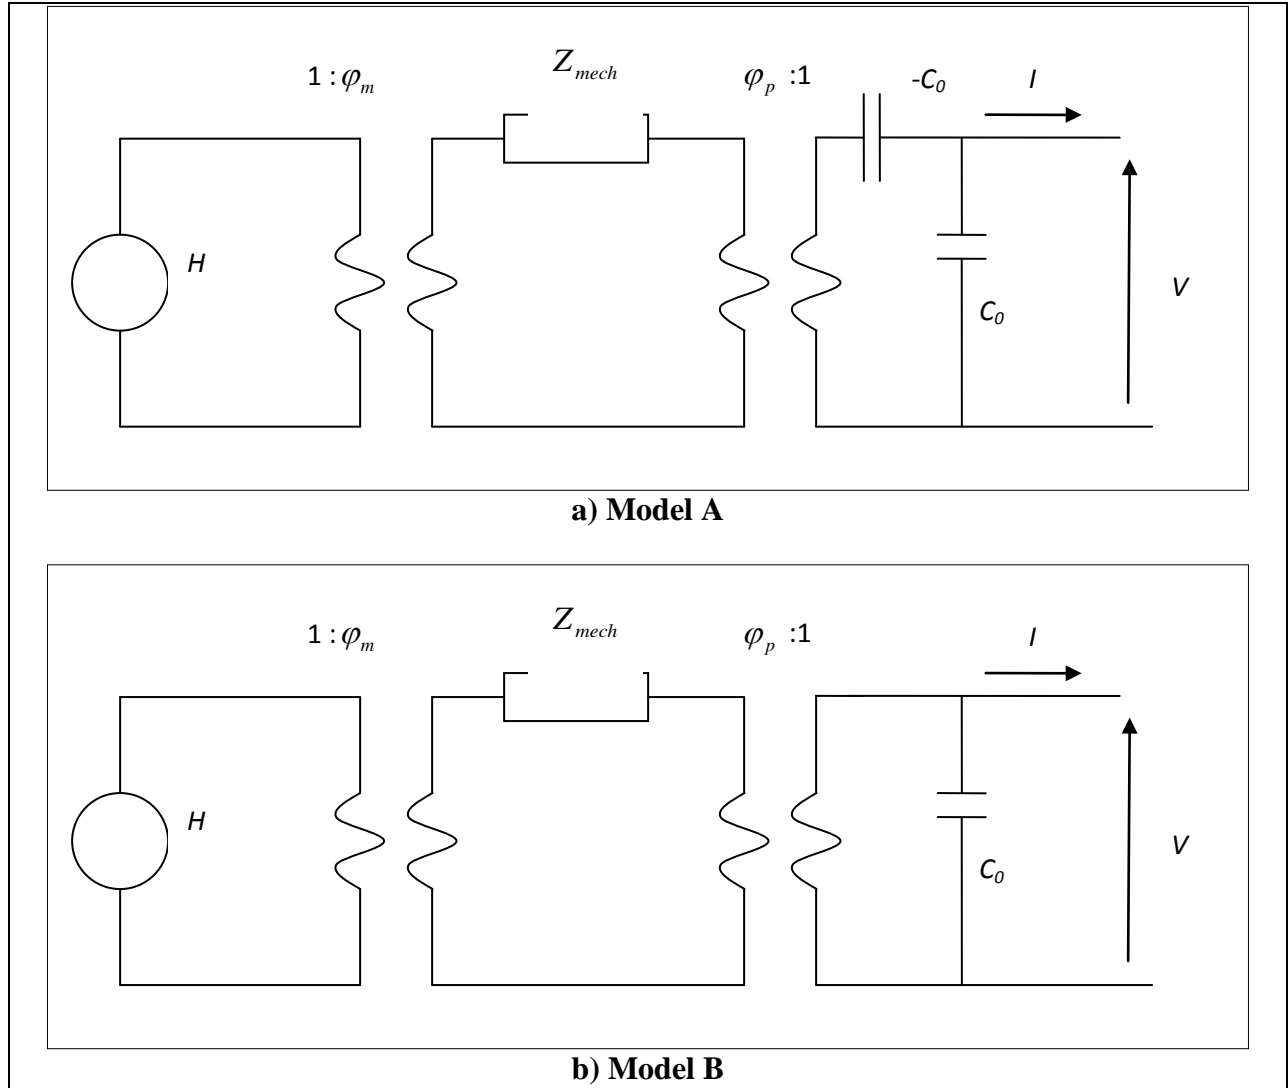 1 : φm Zmech φp :1 -C0 I
H
C0
V
a) Model A
1 : φm Zmech φp :1 I
H
C0
V
b) Model B